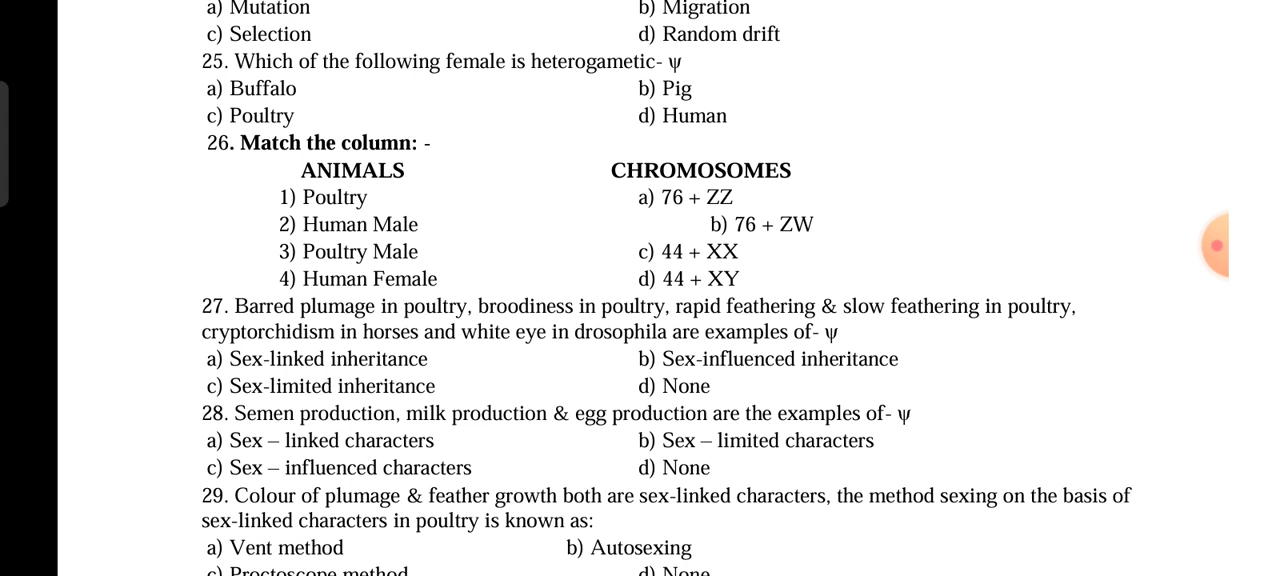 a) Mutation b) Migration
c) Selection d) Random drift
25. Which of the following female is heterogametic- ψ
a) Buffalo b) Pig
c) Poultry d) Human
26. Match the column: -
ANIMALS CHROMOSOMES
1) Poultry a) 76 + ZZ
2) Human Male b) 76 + ZW
3) Poultry Male c) 44 + XX
4) Human Female d) 44 + XY
27. Barred plumage in poultry, broodiness in poultry, rapid feathering & slow feathering in poultry,
cryptorchidism in horses and white eye in drosophila are examples of- ψ
a) Sex-linked inheritance b) Sex-influenced inheritance
c) Sex-limited inheritance d) None
28. Semen production, milk production & egg production are the examples of- ψ
a) Sex – linked characters b) Sex – limited characters
c) Sex – influenced characters d) None
29. Colour of plumage & feather growth both are sex-linked characters, the method sexing on the basis of
sex-linked characters in poultry is known as:
a) Vent method b) Autosexing
c) Proctoscope method d) None